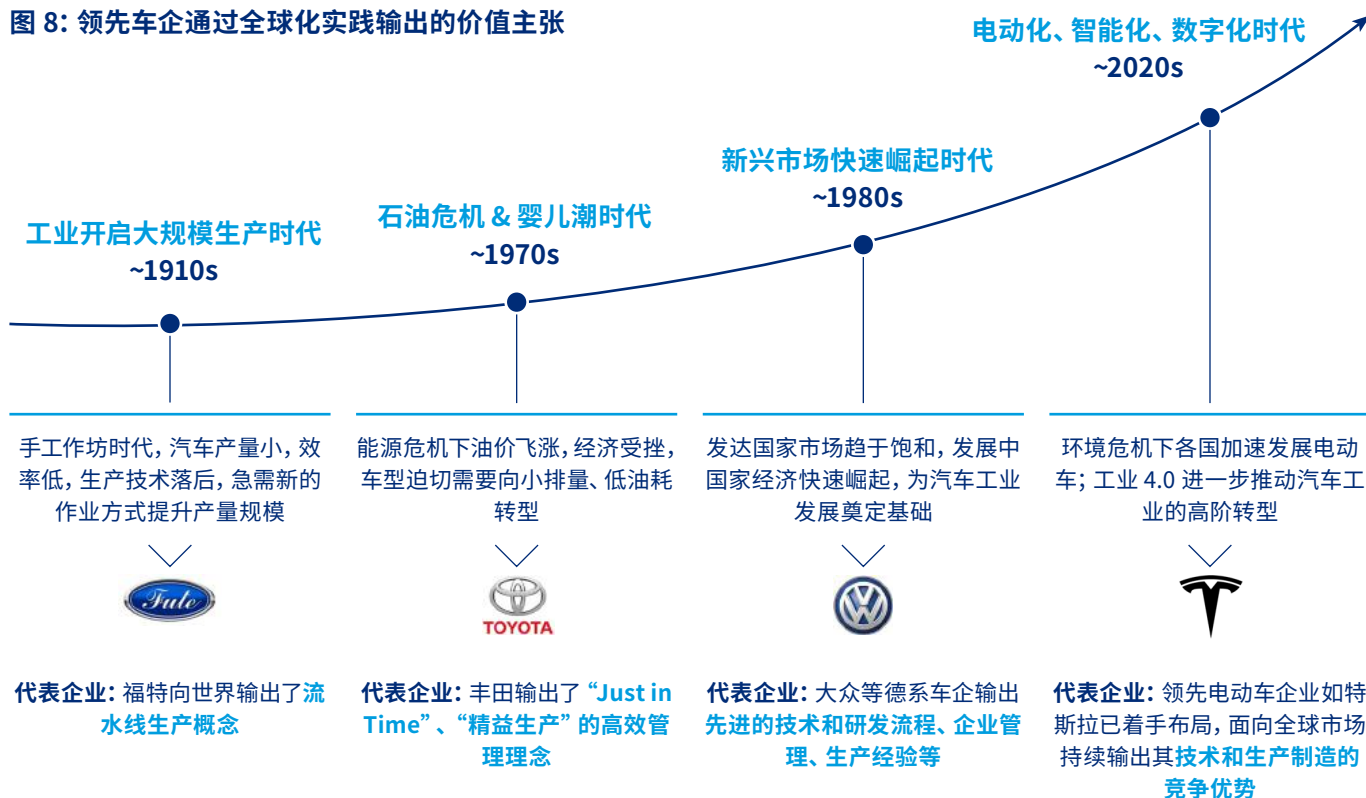 图 8: 领先车企通过全球化实践输出的价值主张
电动化、智能化、数字化时代
~2020s
新兴市场快速崛起时代
~1980s
石油危机 & 婴儿潮时代
~1970s
工业开启大规模生产时代
~1910s
手工作坊时代，汽车产量小，效
率低，生产技术落后，急需新的
作业方式提升产量规模
Fute
代表企业：福特向世界输出了流
水线生产概念
能源危机下油价飞涨，经济受挫，
车型迫切需要向小排量、低油耗
转型
TOYOTA
代表企业：丰田输出了 “Just in
Time”、“精益生产” 的高效管
理理念
发达国家市场趋于饱和，发展中
国家经济快速崛起，为汽车工业
发展奠定基础
VW
代表企业：大众等德系车企输出
先进的技术和研发流程、企业管
理、生产经验等
环境危机下各国加速发展电动
车；工业 4.0 进一步推动汽车工
业的高阶转型
代表企业：领先电动车企业如特
斯拉已着手布局，面向全球市场
持续输出其技术和生产制造的
竞争优势